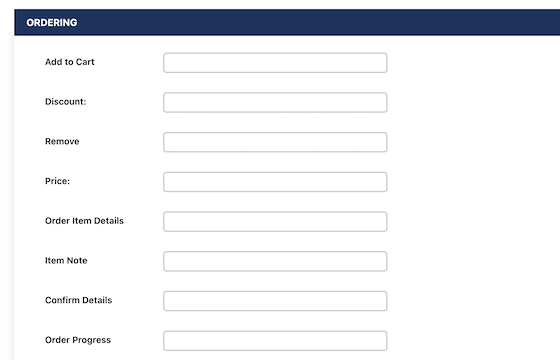 ORDERING
Add to Cart
Discount:
Remove
Price:
Order Item Details
Item Note
Confirm Details
Order Progress